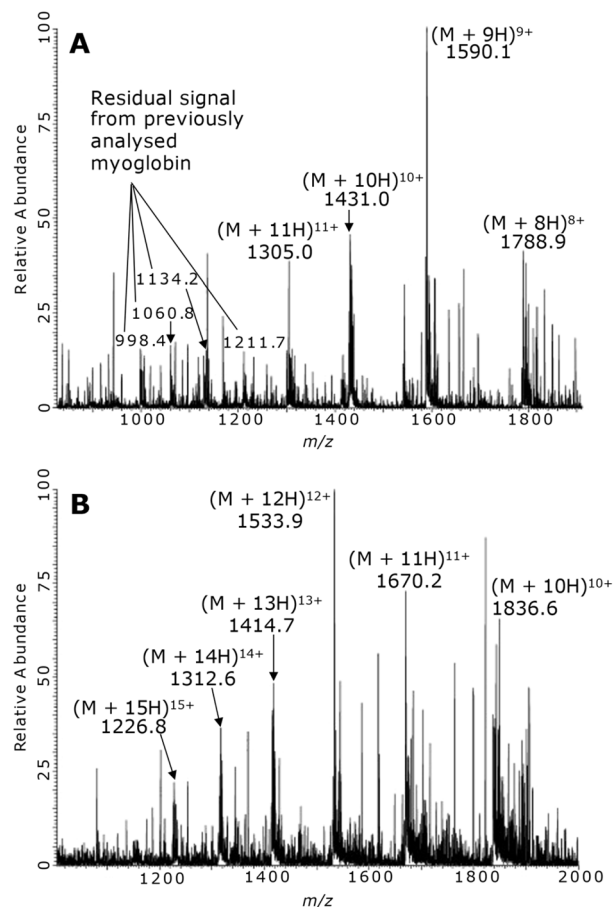 A
100
75
50
25
0
Relative Abundance
(M + 9H)9+
1590.1
Residual signal
from previously
analysed
myoglobin
(M + 10H)10+
1431.0
(M + 11H)11+
1305.0
(M + 8H)8+
1788.9
1134.2
1060.8
998.4
1211.7
1000
1200
1400
1600
1800
m/z
B
100
75
50
25
0
Relative Abundance
(M + 12H)12+
1533.9
(M + 11H)11+
1670.2
(M + 10H)10+
1836.6
(M + 13H)13+
1414.7
(M + 14H)14+
1312.6
(M + 15H)15+
1226.8
1200
1400
1600
1800
2000
m/z